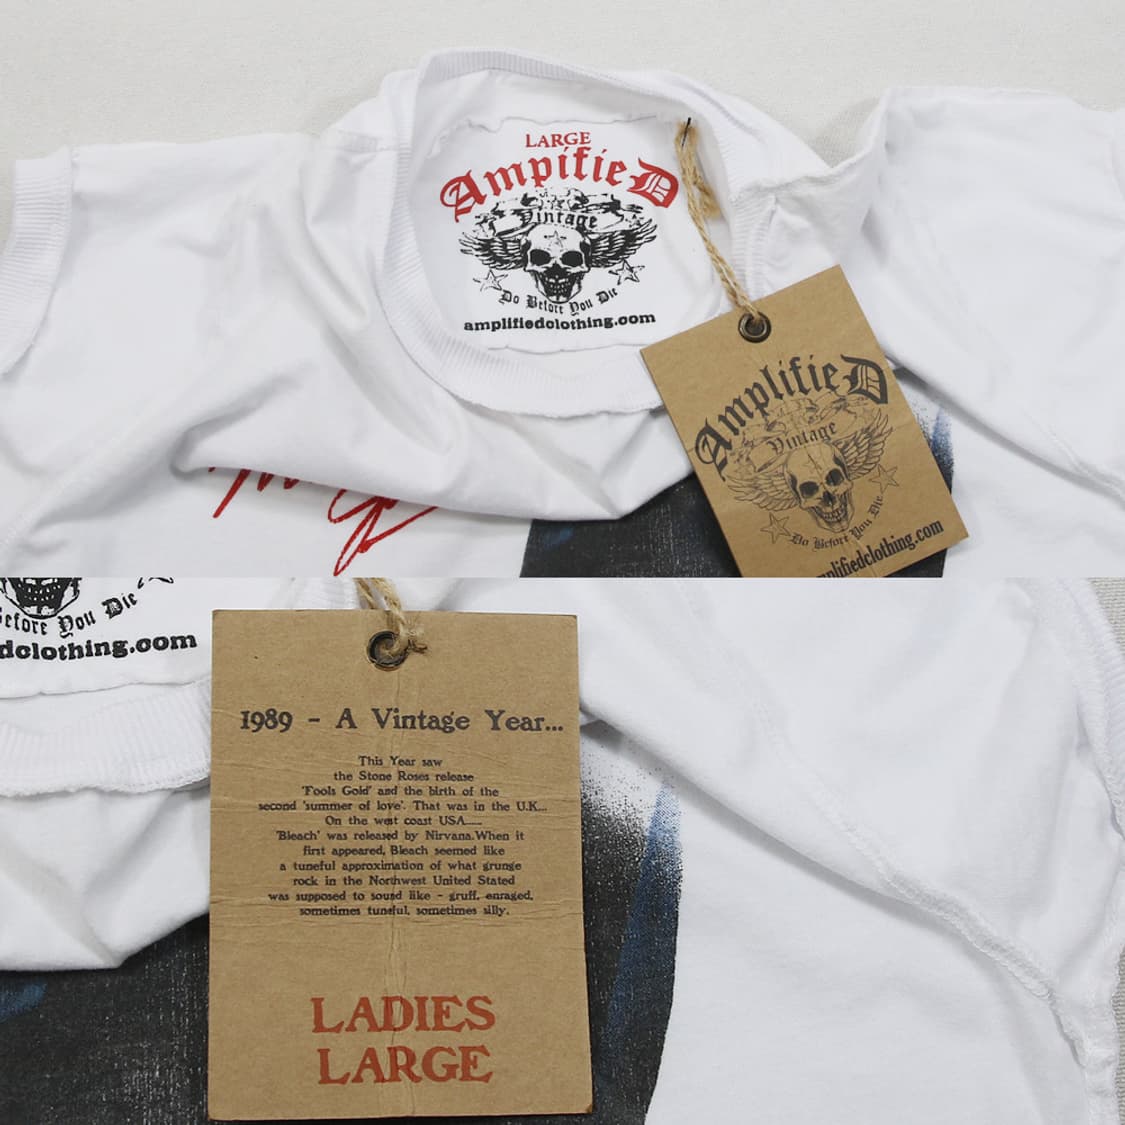 LARGE
AmpifieD
Vintage
Do Before You Die
amplifiedclothing.com
AmplifieD
Vintage
Do Before You Die
mplifiedclothing.com
efore You Die
dclothing.com
1989 - A Vintage Year...
This Year saw
the Stone Roses release
'Fools Gold' and the birth of the
second 'summer of love'. That was in the U.K...
On the west coast USA.....
'Bleach' was released by Nirvana.When it
first appeared, Bleach seemed like
a tuneful approximation of what grunge
rock in the Northwest United Stated
was supposed to sound like - gruff, enraged,
sometimes tuneful, sometimes silly.
LADIES
LARGE